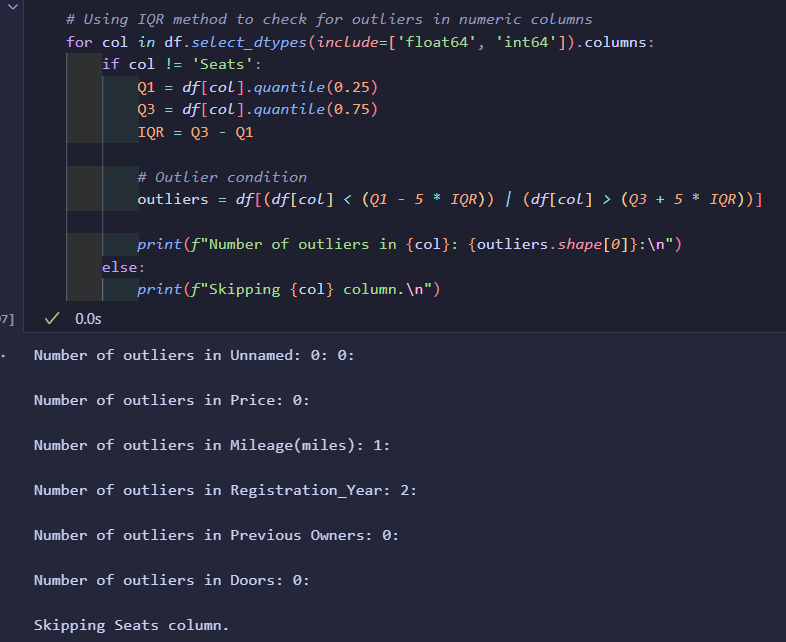 # Using IQR method to check for outliers in numeric columns
for col in df.select_dtypes(include=['float64', 'int64']).columns:
    if col != 'Seats':
        Q1 = df[col].quantile(0.25)
        Q3 = df[col].quantile(0.75)
        IQR = Q3 - Q1
        # Outlier condition
        outliers = df[(df[col] < (Q1 - 5 * IQR)) | (df[col] > (Q3 + 5 * IQR))]
        print(f"Number of outliers in {col}: {outliers.shape[0]}:\n")
    else:
        print(f"Skipping {col} column.\n")
7] 0.0s
Number of outliers in Unnamed: 0: 0:
Number of outliers in Price: 0:
Number of outliers in Mileage(miles): 1:
Number of outliers in Registration_Year: 2:
Number of outliers in Previous Owners: 0:
Number of outliers in Doors: 0:
Skipping Seats column.